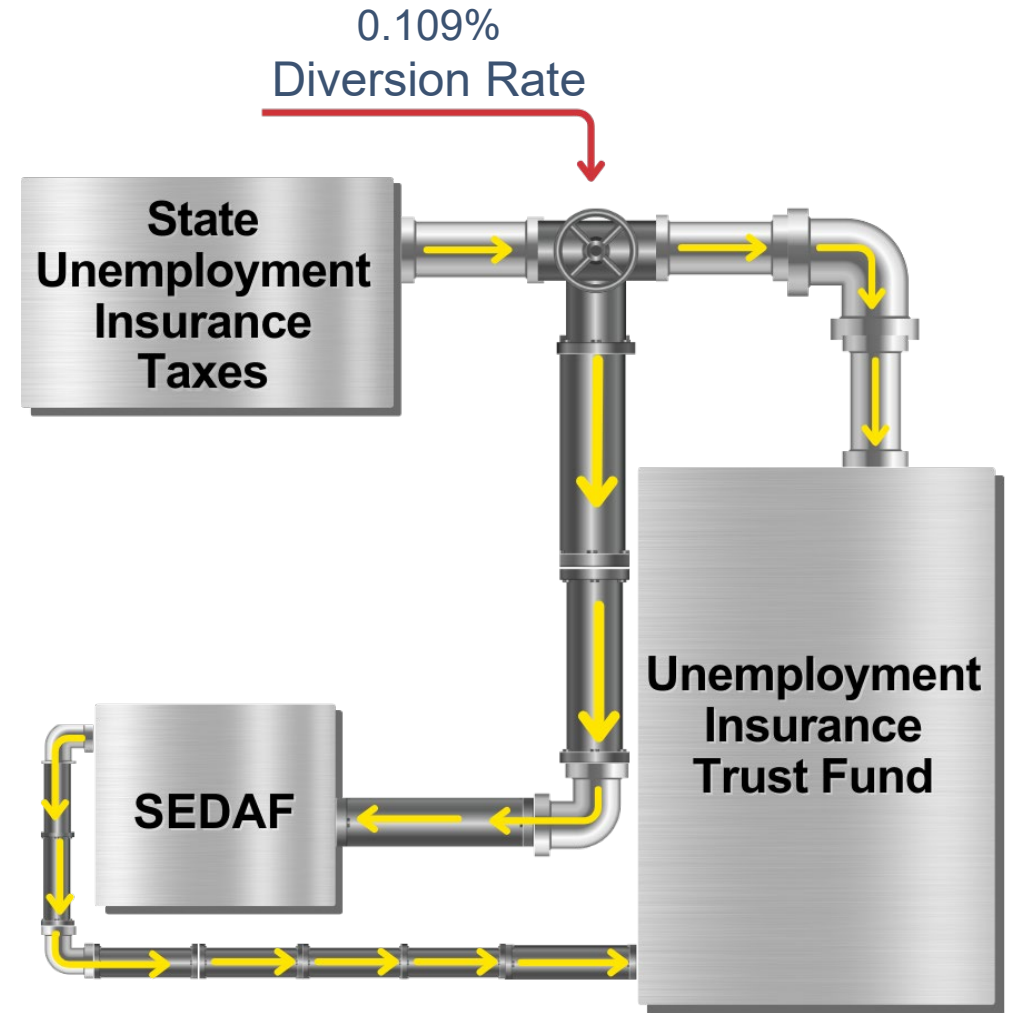 0.109%
Diversion Rate
State
Unemployment
Insurance
Taxes
Unemployment
Insurance
Trust Fund
SEDAF